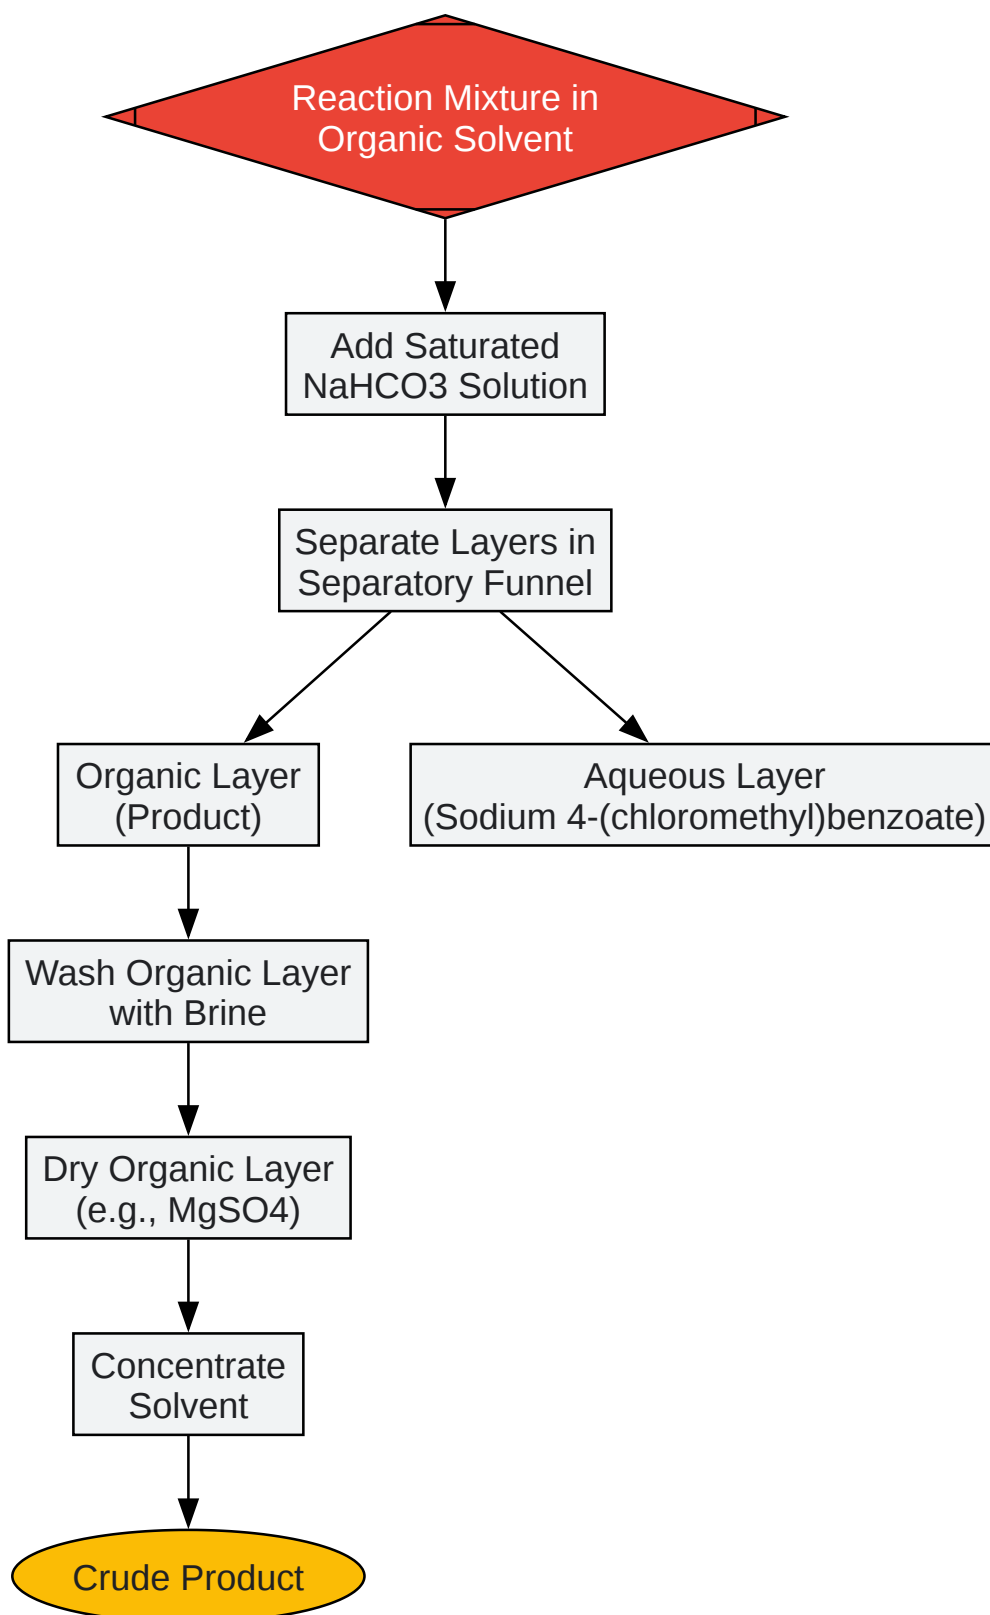 Reaction Mixture in
Organic Solvent
Add Saturated
NaHCO3 Solution
Separate Layers in
Separatory Funnel
Organic Layer
(Product)
Aqueous Layer
(Sodium 4-(chloromethyl)benzoate)
Wash Organic Layer
with Brine
Dry Organic Layer
(e.g., MgSO4)
Concentrate
Solvent
Crude Product